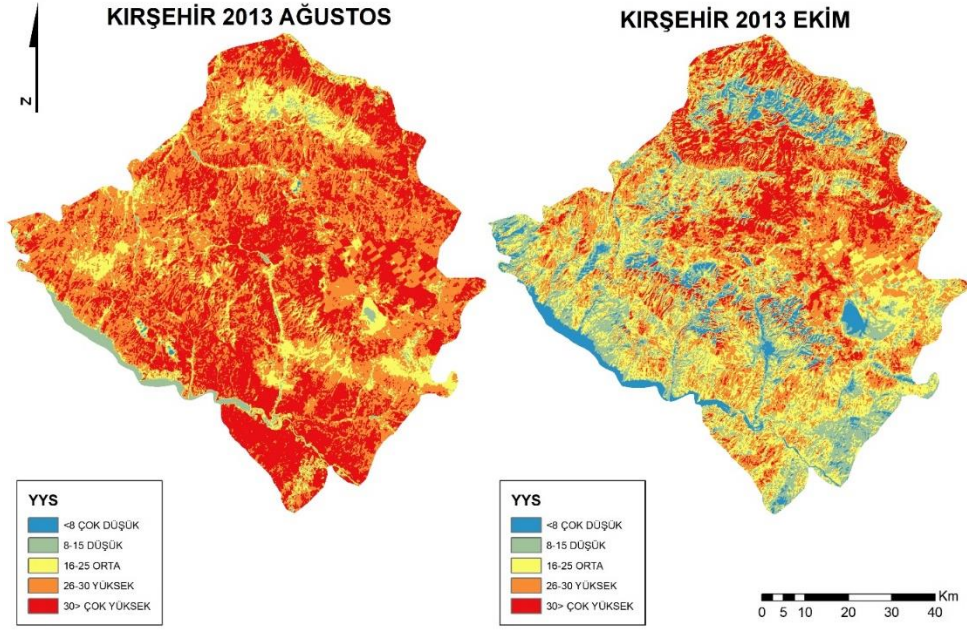 KIRŞEHİR 2013 AĞUSTOS
N
YYS
<8 ÇOK DÜŞÜK
8-15 DÜŞÜK
16-25 ORTA
26-30 YÜKSEK
30> ÇOK YÜKSEK
KIRŞEHİR 2013 EKİM
YYS
<8 ÇOK DÜŞÜK
8-15 DÜŞÜK
16-25 ORTA
26-30 YÜKSEK
30> ÇOK YÜKSEK
Km
0 5 10 20 30 40